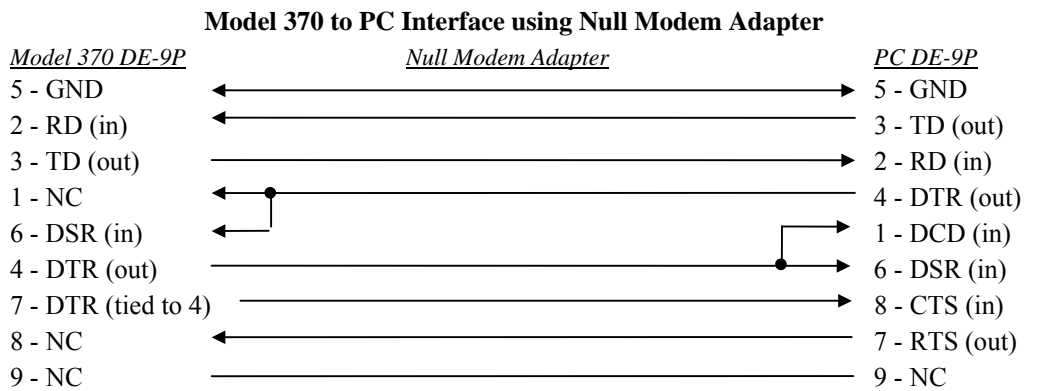 Model 370 to PC Interface using Null Modem Adapter
Model 370 DE-9P Null Modem Adapter PC DE-9P
5 - GND 5 - GND
2 - RD (in) 3 - TD (out)
3 - TD (out) 2 - RD (in)
1 - NC 4 - DTR (out)
6 - DSR (in) 1 - DCD (in)
4 - DTR (out) 6 - DSR (in)
7 - DTR (tied to 4) 8 - CTS (in)
8 - NC 7 - RTS (out)
9 - NC 9 - NC